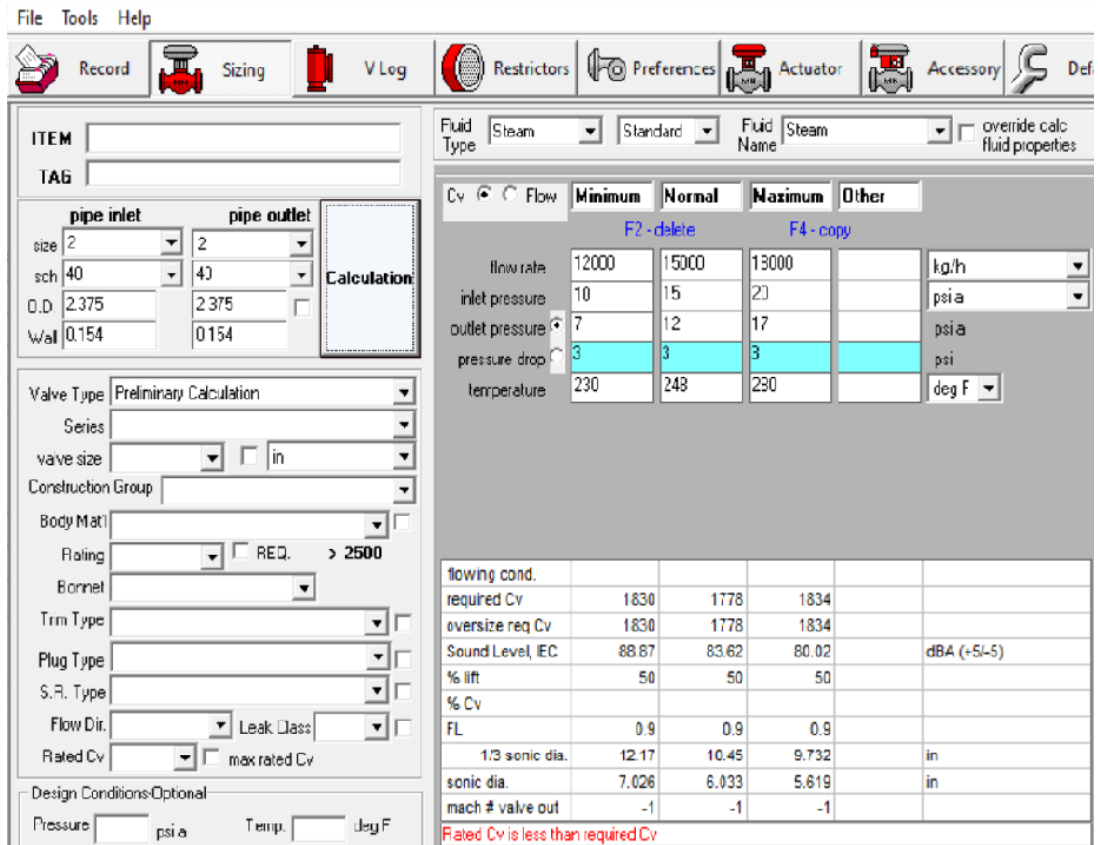 File Tools Help
Record Sizing V Log Restrictors Preferences Actuator Accessory Def
ITEM
TAG
pipe inlet pipe outlet
size 2 2
sch 40 40
O.D 2.375 2.375
Wall 0.154 0.154
Calculation
Valve Type Preliminary Calculation
Series
valve size in
Construction Group
Body Mat'l
Rating REQ. > 2500
Bonnet
Trim Type
Plug Type
S.R. Type
Flow Dir. Leak Class
Rated Cv max rated Cv
Design Conditions-Optional
Pressure psia Temp. deg F
Fluid Type Steam Standard Fluid Name Steam override calc fluid properties
Cv Flow Minimum Normal Maximum Other
F2 - delete F4 - copy
flow rate 12000 15000 18000 kg/h
inlet pressure 10 15 20 psia
outlet pressure 7 12 17 psia
pressure drop 3 3 3 psi
temperature 230 248 280 deg F
flowing cond.
required Cv 1830 1778 1834
oversize req Cv 1830 1778 1834
Sound Level, IEC 88.87 83.62 80.02 dBA (+5/-5)
% lift 50 50 50
% Cv
FL 0.9 0.9 0.9
1/3 sonic dia. 12.17 10.45 9.732 in
sonic dia. 7.026 6.033 5.619 in
mach # valve out -1 -1 -1
Rated Cv is less than required Cv